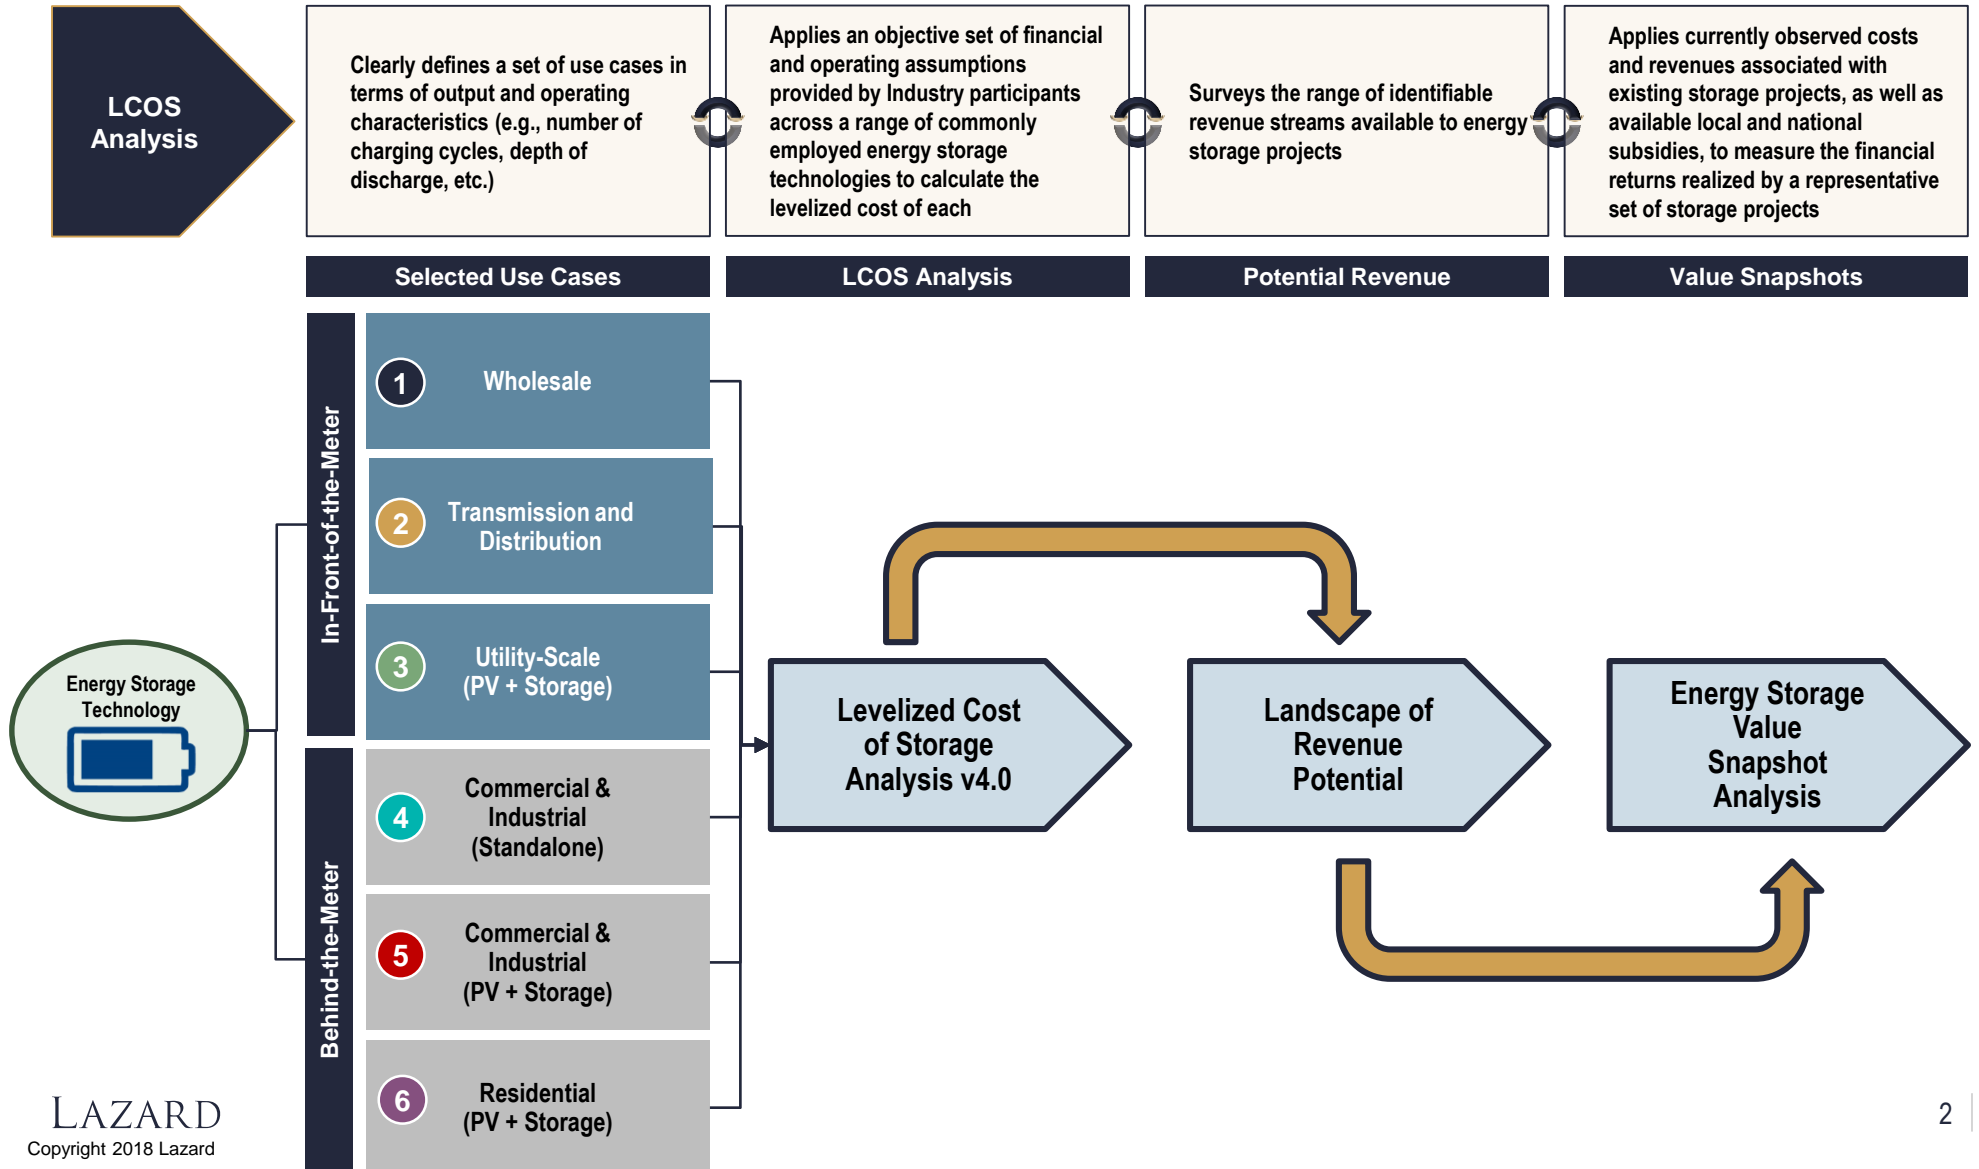 LCOS
Analysis
Clearly defines a set of use cases in
terms of output and operating
characteristics (e.g., number of
charging cycles, depth of
discharge, etc.)
Applies an objective set of financial
and operating assumptions
provided by Industry participants
across a range of commonly
employed energy storage
technologies to calculate the
levelized cost of each
Surveys the range of identifiable
revenue streams available to energy
storage projects
Applies currently observed costs
and revenues associated with
existing storage projects, as well as
available local and national
subsidies, to measure the financial
returns realized by a representative
set of storage projects
Selected Use Cases
LCOS Analysis
Potential Revenue
Value Snapshots
Energy Storage
Technology
In-Front-of-the-Meter
1
Wholesale
2
Transmission and
Distribution
3
Utility-Scale
(PV + Storage)
Behind-the-Meter
4
Commercial &
Industrial
(Standalone)
5
Commercial &
Industrial
(PV + Storage)
6
Residential
(PV + Storage)
Levelized Cost
of Storage
Analysis v4.0
Landscape of
Revenue
Potential
Energy Storage
Value
Snapshot
Analysis
LAZARD
Copyright 2018 Lazard
2